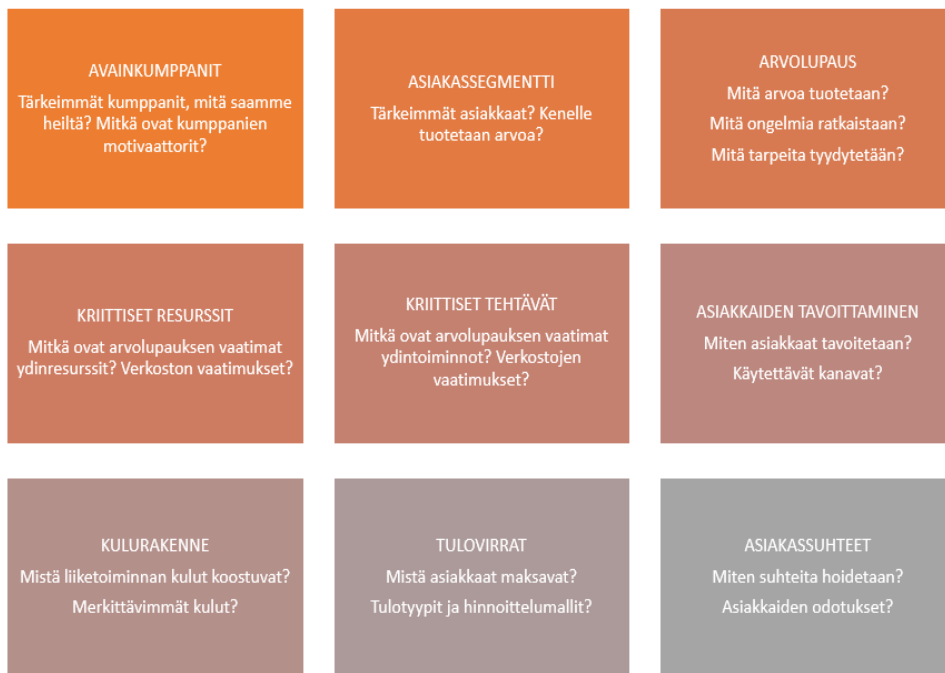 AVAINKUMPPANIT
Tärkeimmät kumppanit, mitä saamme
heiltä? Mitkä ovat kumppanien
motivaattorit?
ASIAKASSEGMENTTI
Tärkeimmät asiakkaat? Kenelle
tuotetaan arvoa?
ARVOLUPAUS
Mitä arvoa tuotetaan?
Mitä ongelmia ratkaistaan?
Mitä tarpeita tyydytetään?
KRIITTISET RESURSSIT
Mitkä ovat arvolupauksen vaatimat
ydinresurssit? Verkoston vaatimukset?
KRIITTISET TEHTÄVÄT
Mitkä ovat arvolupauksen vaatimat
ydintoiminnot? Verkostojen
vaatimukset?
ASIAKKAIDEN TAVOITTAMINEN
Miten asiakkaat tavoitetaan?
Käytettävät kanavat?
KULURAKENNE
Mistä liiketoiminnan kulut koostuvat?
Merkittävimmät kulut?
TULOVIRRAT
Mistä asiakkaat maksavat?
Tulotyypit ja hinnoittelumallit?
ASIAKASSUHTEET
Miten suhteita hoidetaan?
Asiakkaiden odotukset?